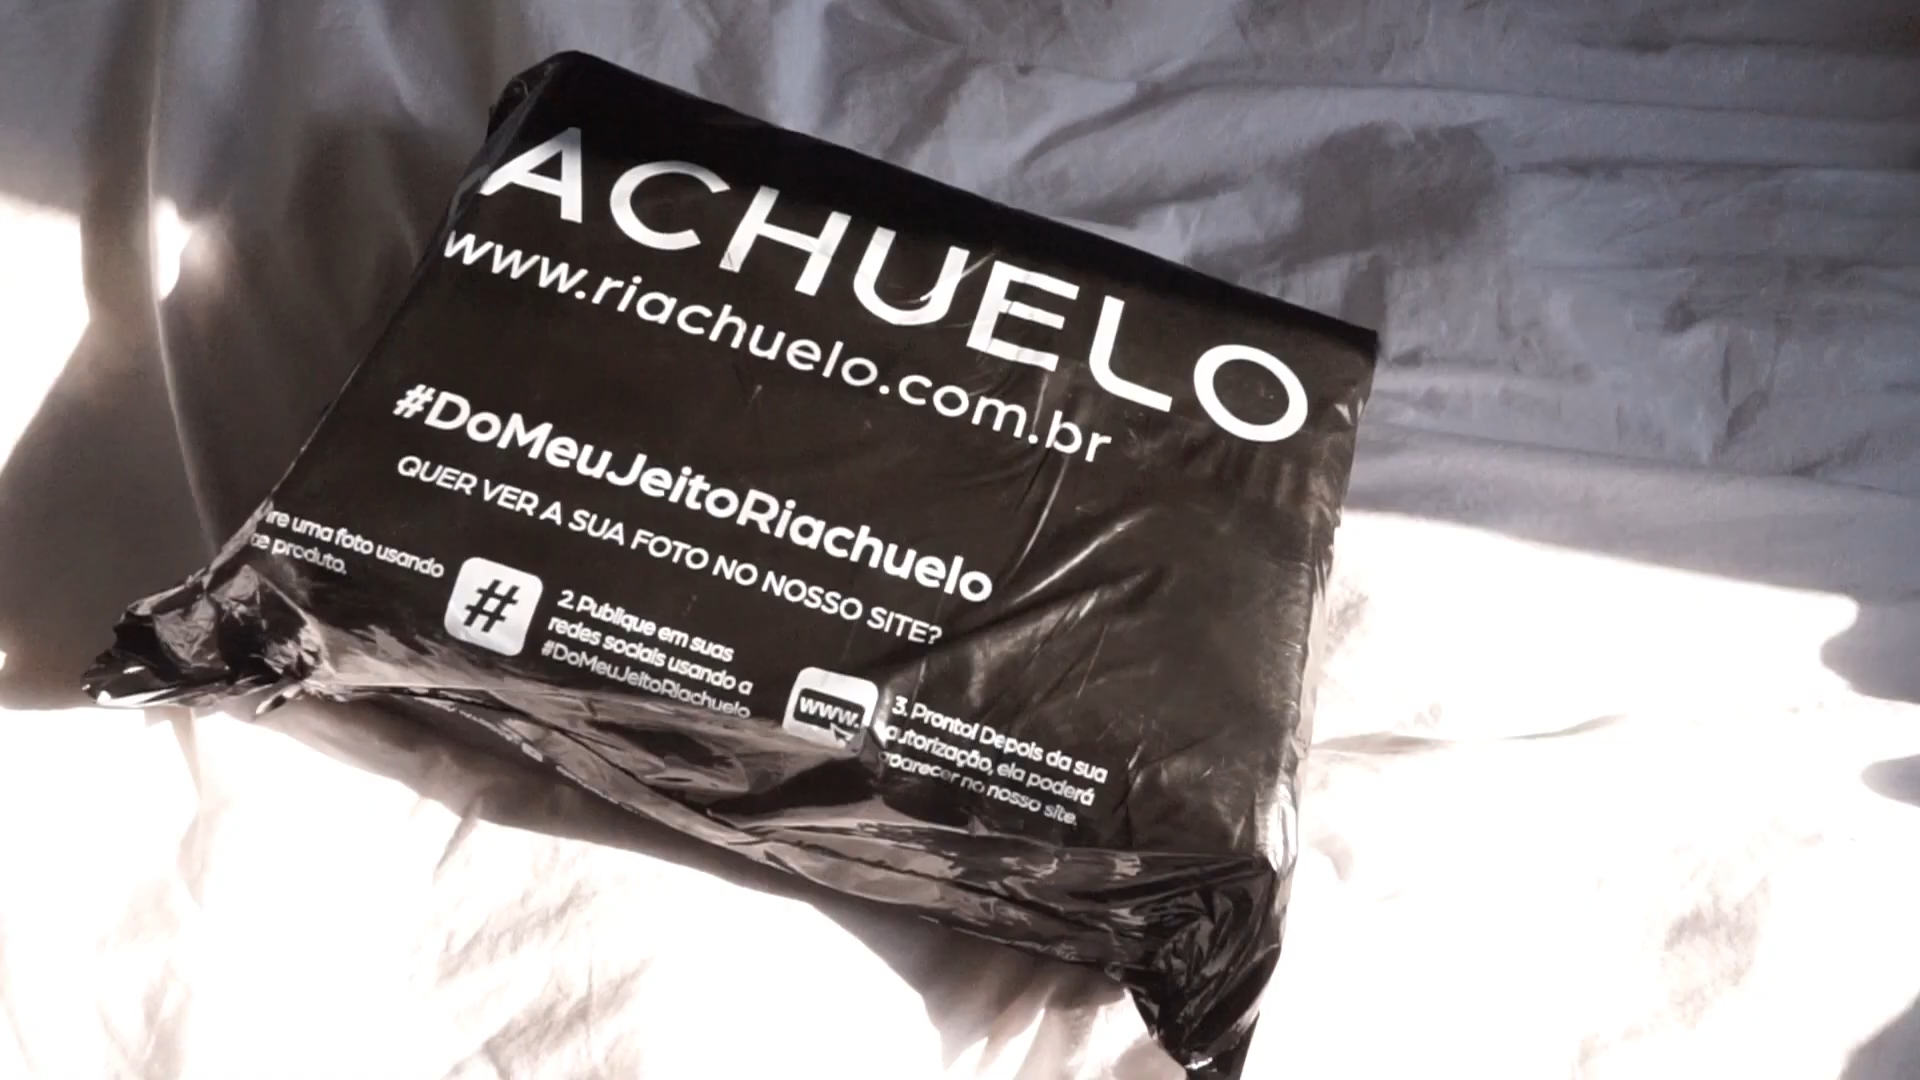 ACHUELO
www.riachuelo.com.br
#DoMeuJeitoRiachuelo
QUER VER A SUA FOTO NO NOSSO SITE?
uma foto usando
produto.
#
2. Publique em suas
redes sociais usando a
#DoMeuJeitoRiachuelo
www.
3. Pronto! Depois da sua
autorização, ela poderá
aparecer no nosso site.